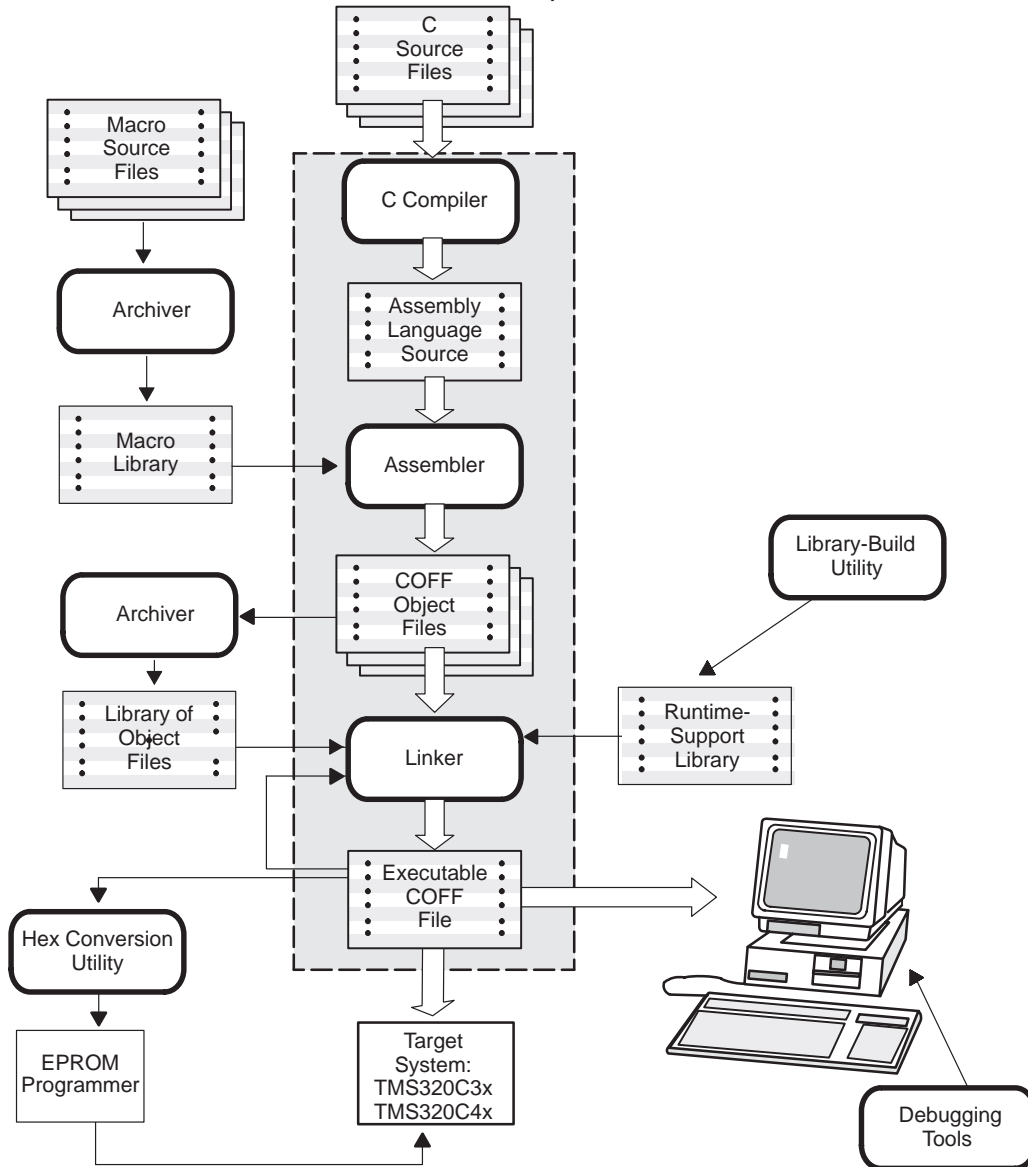 C
Source
Files
Macro
Source
Files
C Compiler
Archiver
Assembly
Language
Source
Macro
Library
Assembler
Library-Build
Utility
COFF
Object
Files
Archiver
Library of
Object
Files
Linker
Runtime-
Support
Library
Executable
COFF
File
Hex Conversion
Utility
EPROM
Programmer
Target
System:
TMS320C3x
TMS320C4x
Debugging
Tools